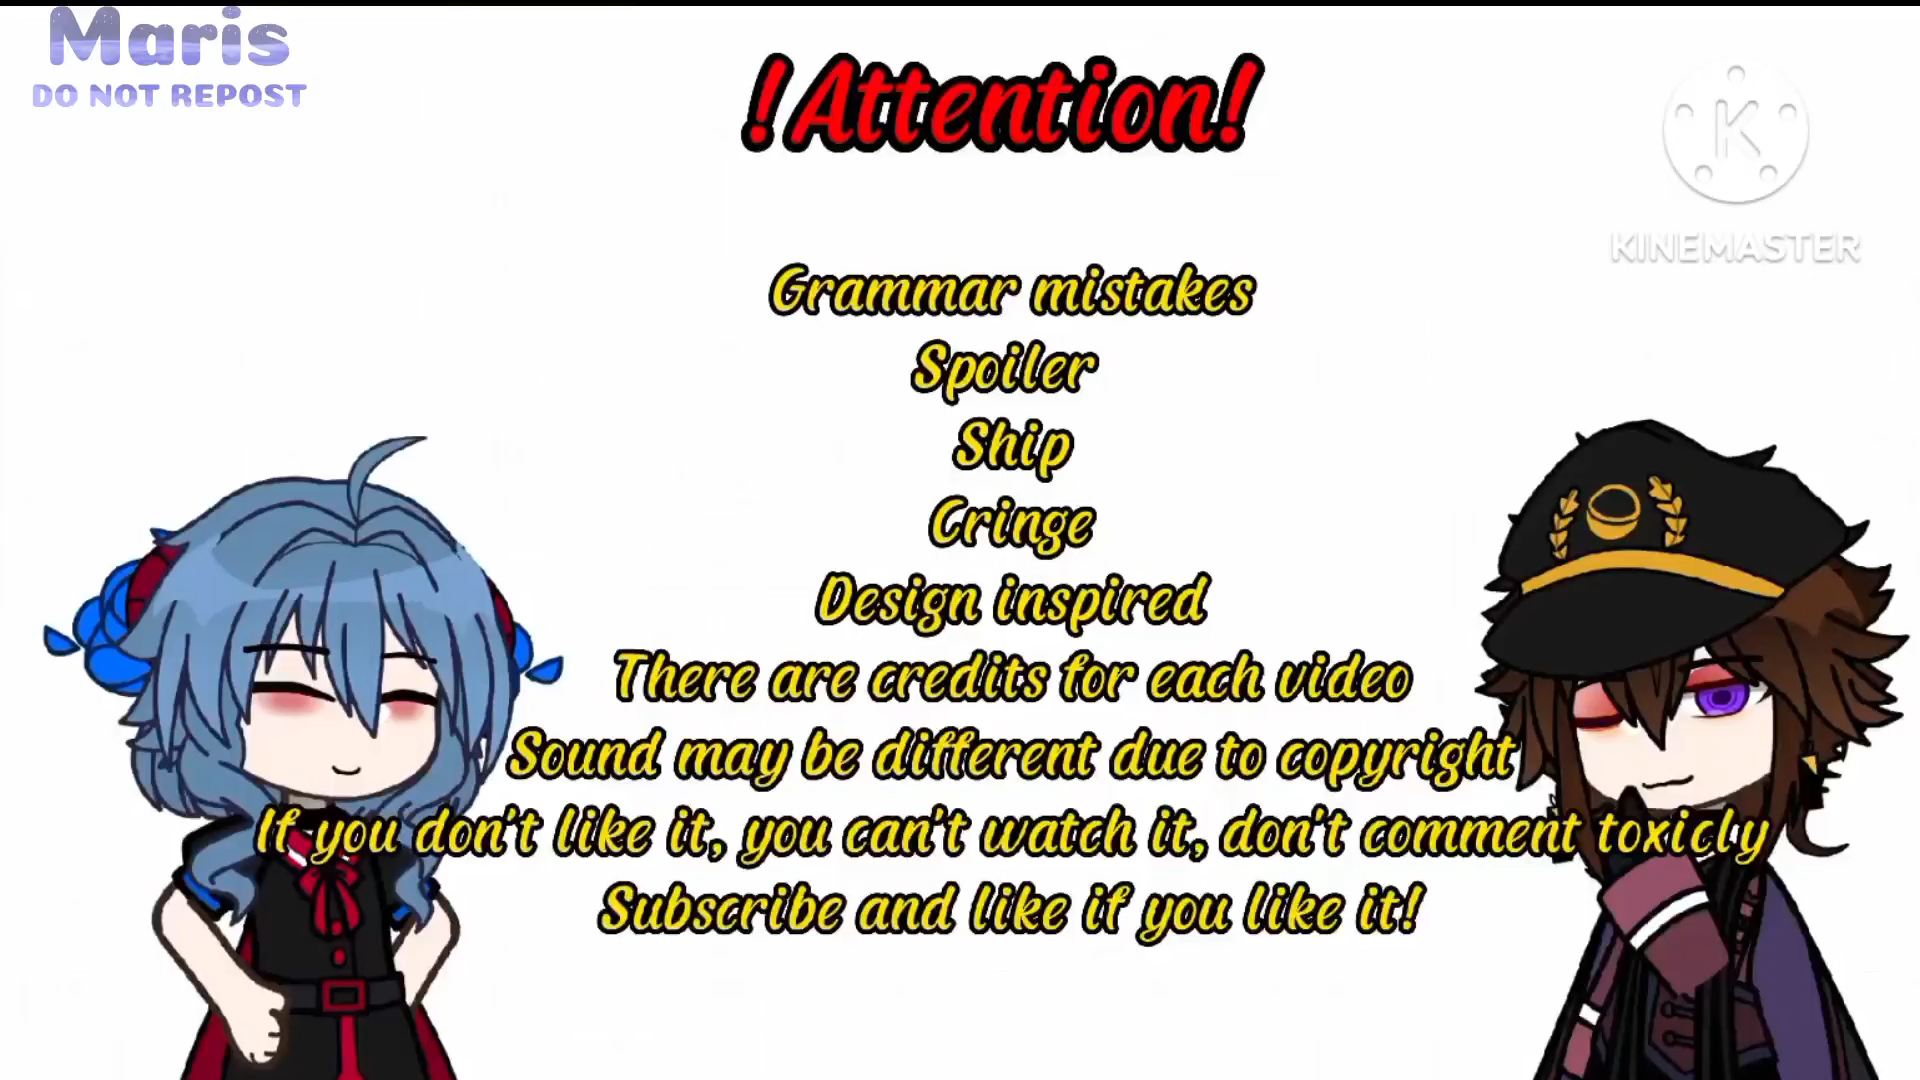 Maris
DO NOT REPOST
! Attention!
K
KINEMASTER
Grammar mistakes
Spoiler
Ship
Cringe
Design inspired
There are credits for each video
Sound may be different due to copyright
If you don't like it, you can't watch it, don't comment toxicly
Subscribe and like if you like it!